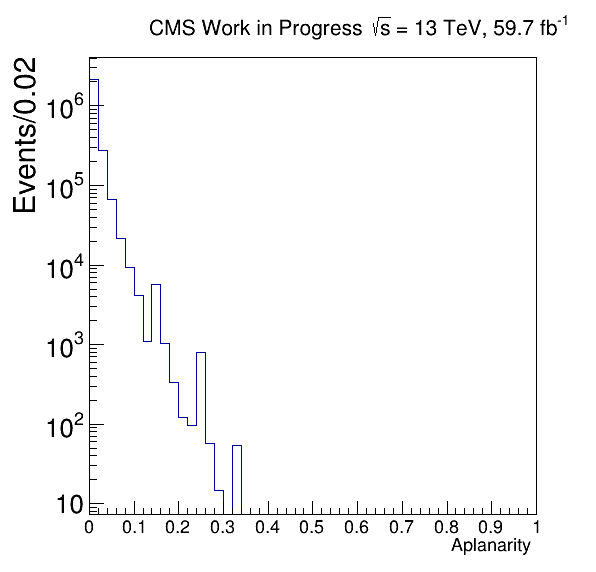 CMS Work in Progress √s = 13 TeV, 59.7 fb⁻¹
Events/0.02
10⁶
10⁵
10⁴
10³
10²
10
0 0.1 0.2 0.3 0.4 0.5 0.6 0.7 0.8 0.9 1
Aplanarity